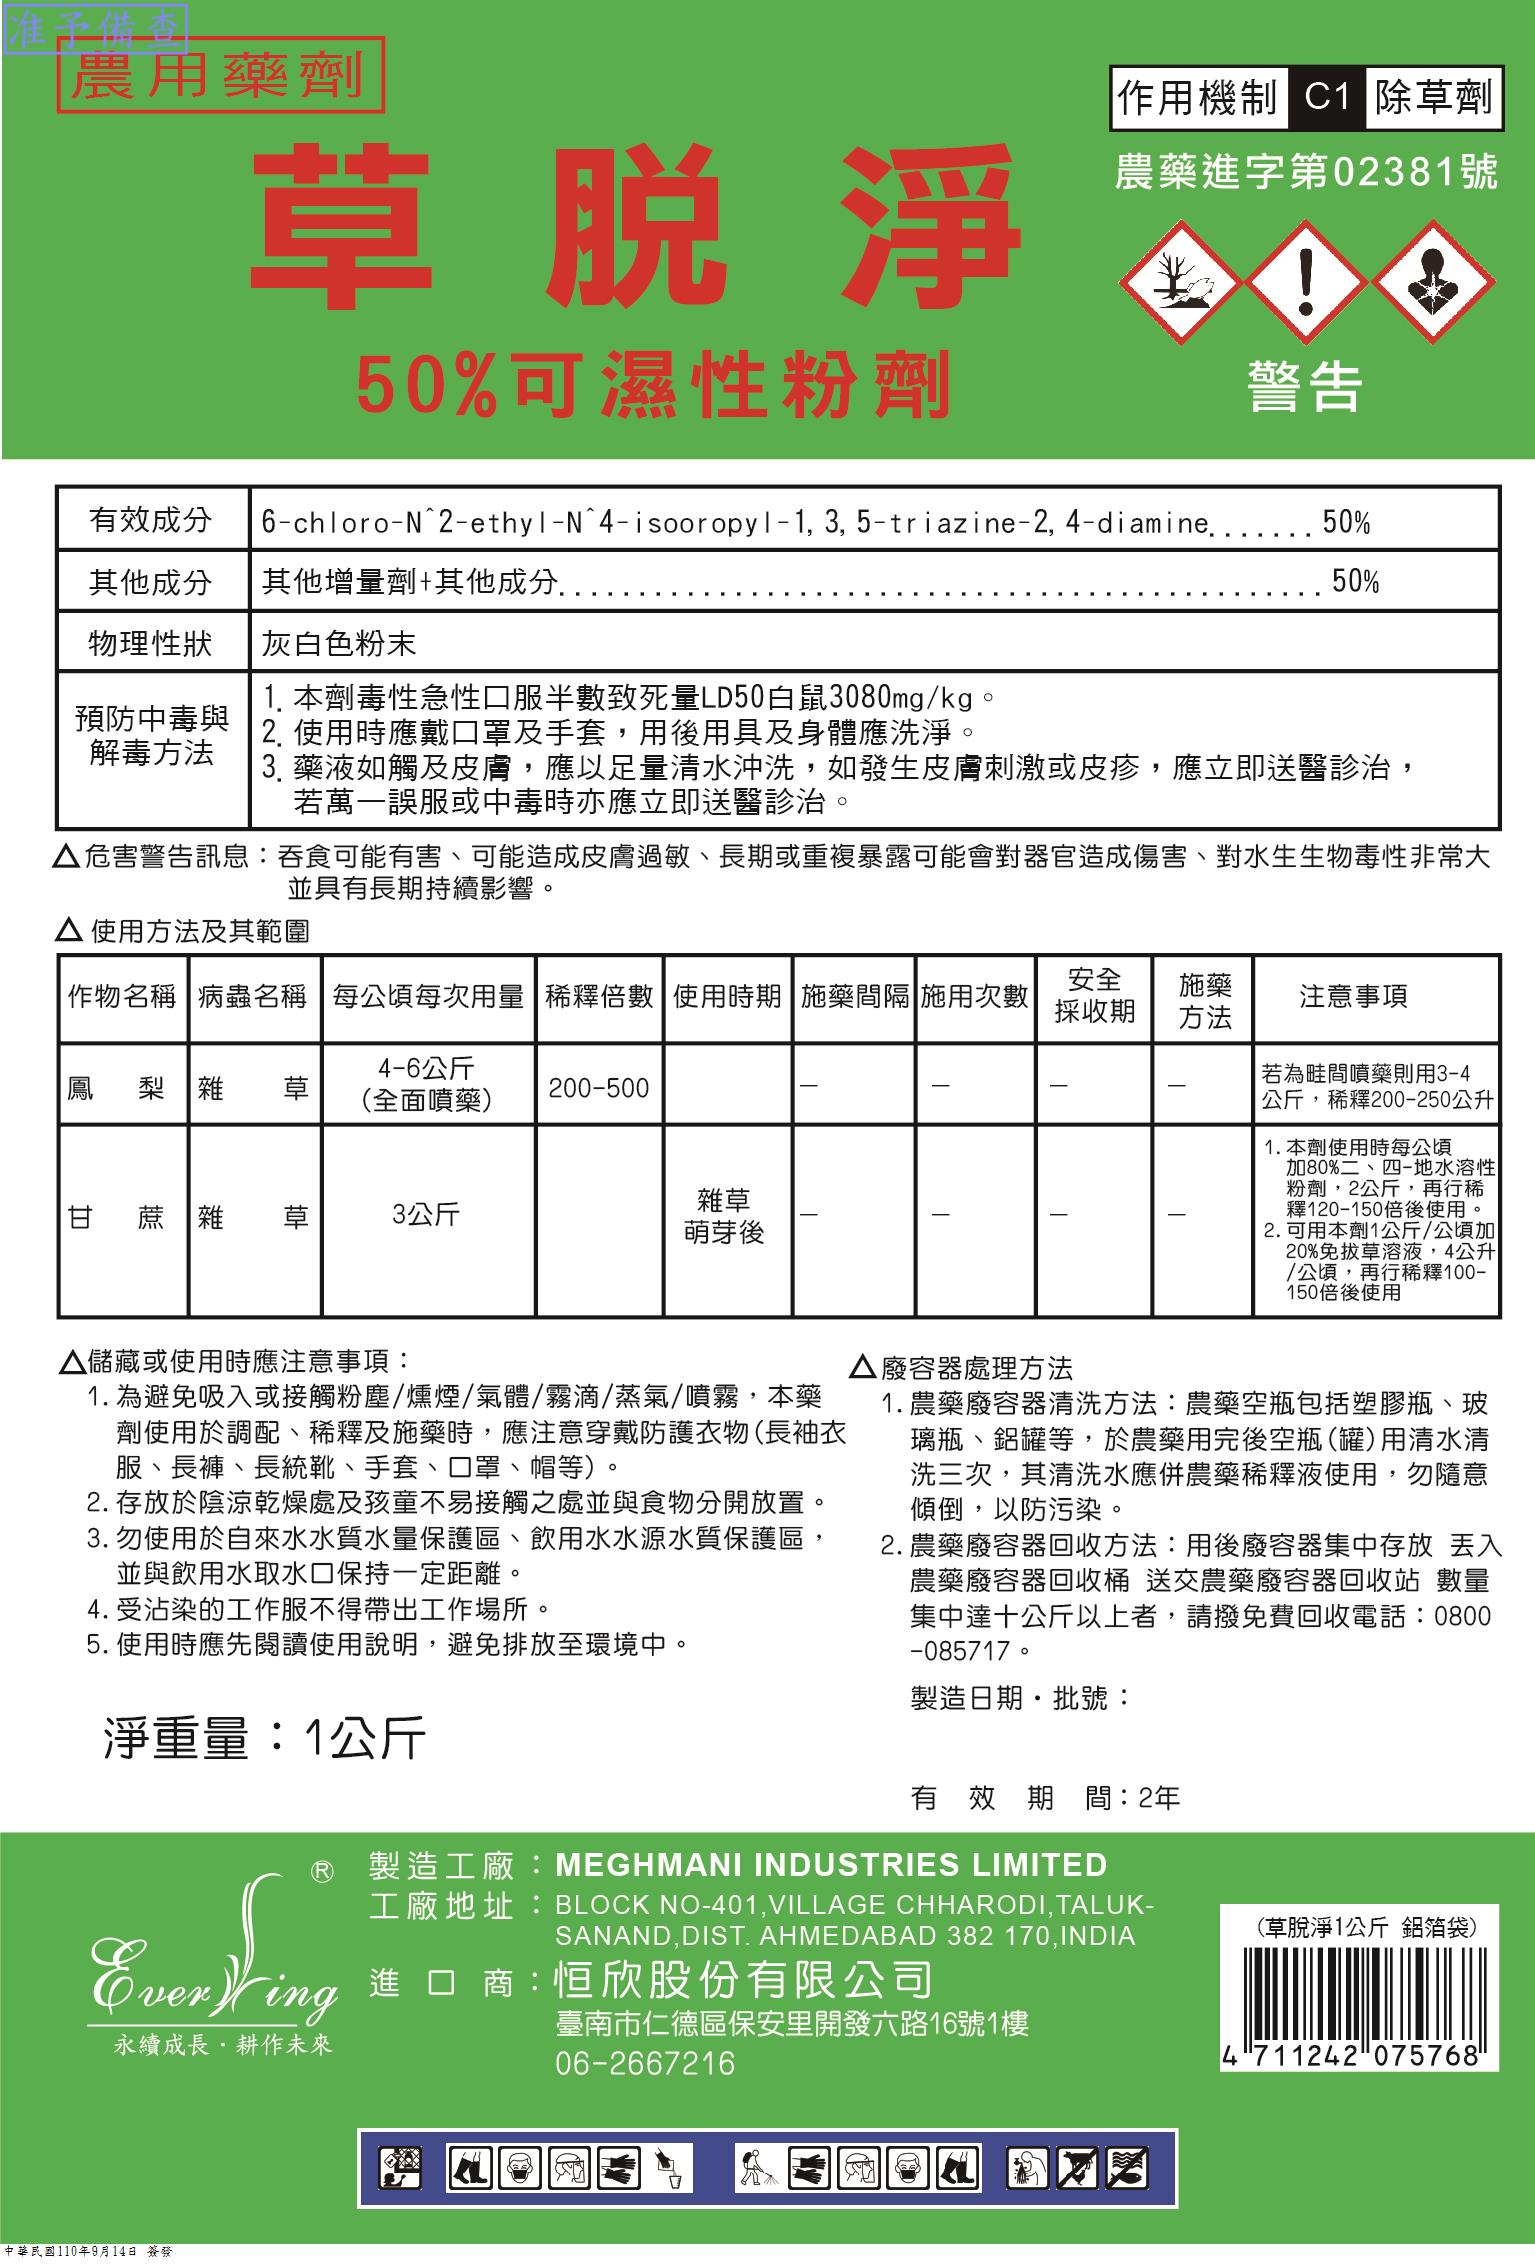 准予備查
農用藥劑
作用機制 C1 除草劑
農藥進字第02381號
草脫淨
50%可濕性粉劑
警告
有效成分 6-chloro-N^2-ethyl-N^4-isooropyl-1,3,5-triazine-2,4-diamine.......50%
其他成分 其他增量劑+其他成分................................................50%
物理性狀 灰白色粉末
預防中毒與
解毒方法
1. 本劑毒性急性口服半數致死量LD50白鼠3080mg/kg。
2. 使用時應戴口罩及手套，用後用具及身體應洗淨。
3. 藥液如觸及皮膚，應以足量清水沖洗，如發生皮膚刺激或皮疹，應立即送醫診治，
若萬一誤服或中毒時亦應立即送醫診治。
△危害警告訊息：吞食可能有害、可能造成皮膚過敏、長期或重複暴露可能會對器官造成傷害、對水生生物毒性非常大
並具有長期持續影響。
△ 使用方法及其範圍
作物名稱 病蟲名稱 每公頃每次用量 稀釋倍數 使用時期 施藥間隔 施用次數 安全
採收期 施藥
方法 注意事項
鳳梨 雜草 4-6公斤
(全面噴藥) 200-500 — — — — 若為畦間噴藥則用3-4
公斤，稀釋200-250公升
甘蔗 雜草 3公斤 雜草
萌芽後 — — — —
1. 本劑使用時每公頃
加80%二、四-地水溶性
粉劑，2公斤，再行稀
釋120-150倍後使用。
2. 可用本劑1公斤/公頃加
20%免拔草溶液，4公升
/公頃，再行稀釋100-
150倍後使用
△儲藏或使用時應注意事項：
1. 為避免吸入或接觸粉塵/燻煙/氣體/霧滴/蒸氣/噴霧，本藥
劑使用於調配、稀釋及施藥時，應注意穿戴防護衣物(長袖衣
服、長褲、長統靴、手套、口罩、帽等)。
2. 存放於陰涼乾燥處及孩童不易接觸之處並與食物分開放置。
3. 勿使用於自來水水質水量保護區、飲用水水源水質保護區，
並與飲用水取水口保持一定距離。
4. 受沾染的工作服不得帶出工作場所。
5. 使用時應先閱讀使用說明，避免排放至環境中。
淨重量：1公斤
△廢容器處理方法
1. 農藥廢容器清洗方法：農藥空瓶包括塑膠瓶、玻
璃瓶、鋁罐等，於農藥用完後空瓶(罐)用清水清
洗三次，其清洗水應併農藥稀釋液使用，勿隨意
傾倒，以防污染。
2. 農藥廢容器回收方法：用後廢容器集中存放 丟入
農藥廢容器回收桶 送交農藥廢容器回收站 數量
集中達十公斤以上者，請撥免費回收電話：0800
-085717。
製造日期・批號：
有效期間：2年
®
Everwing
永續成長・耕作未來
製造工廠：MEGHMANI INDUSTRIES LIMITED
工廠地址：BLOCK NO-401,VILLAGE CHHARODI,TALUK-
SANAND,DIST. AHMEDABAD 382 170,INDIA
進口商：恒欣股份有限公司
臺南市仁德區保安里開發六路16號1樓
06-2667216
(草脫淨1公斤 鋁箔袋)
4 711242 075768
中華民國110年9月14日 簽發